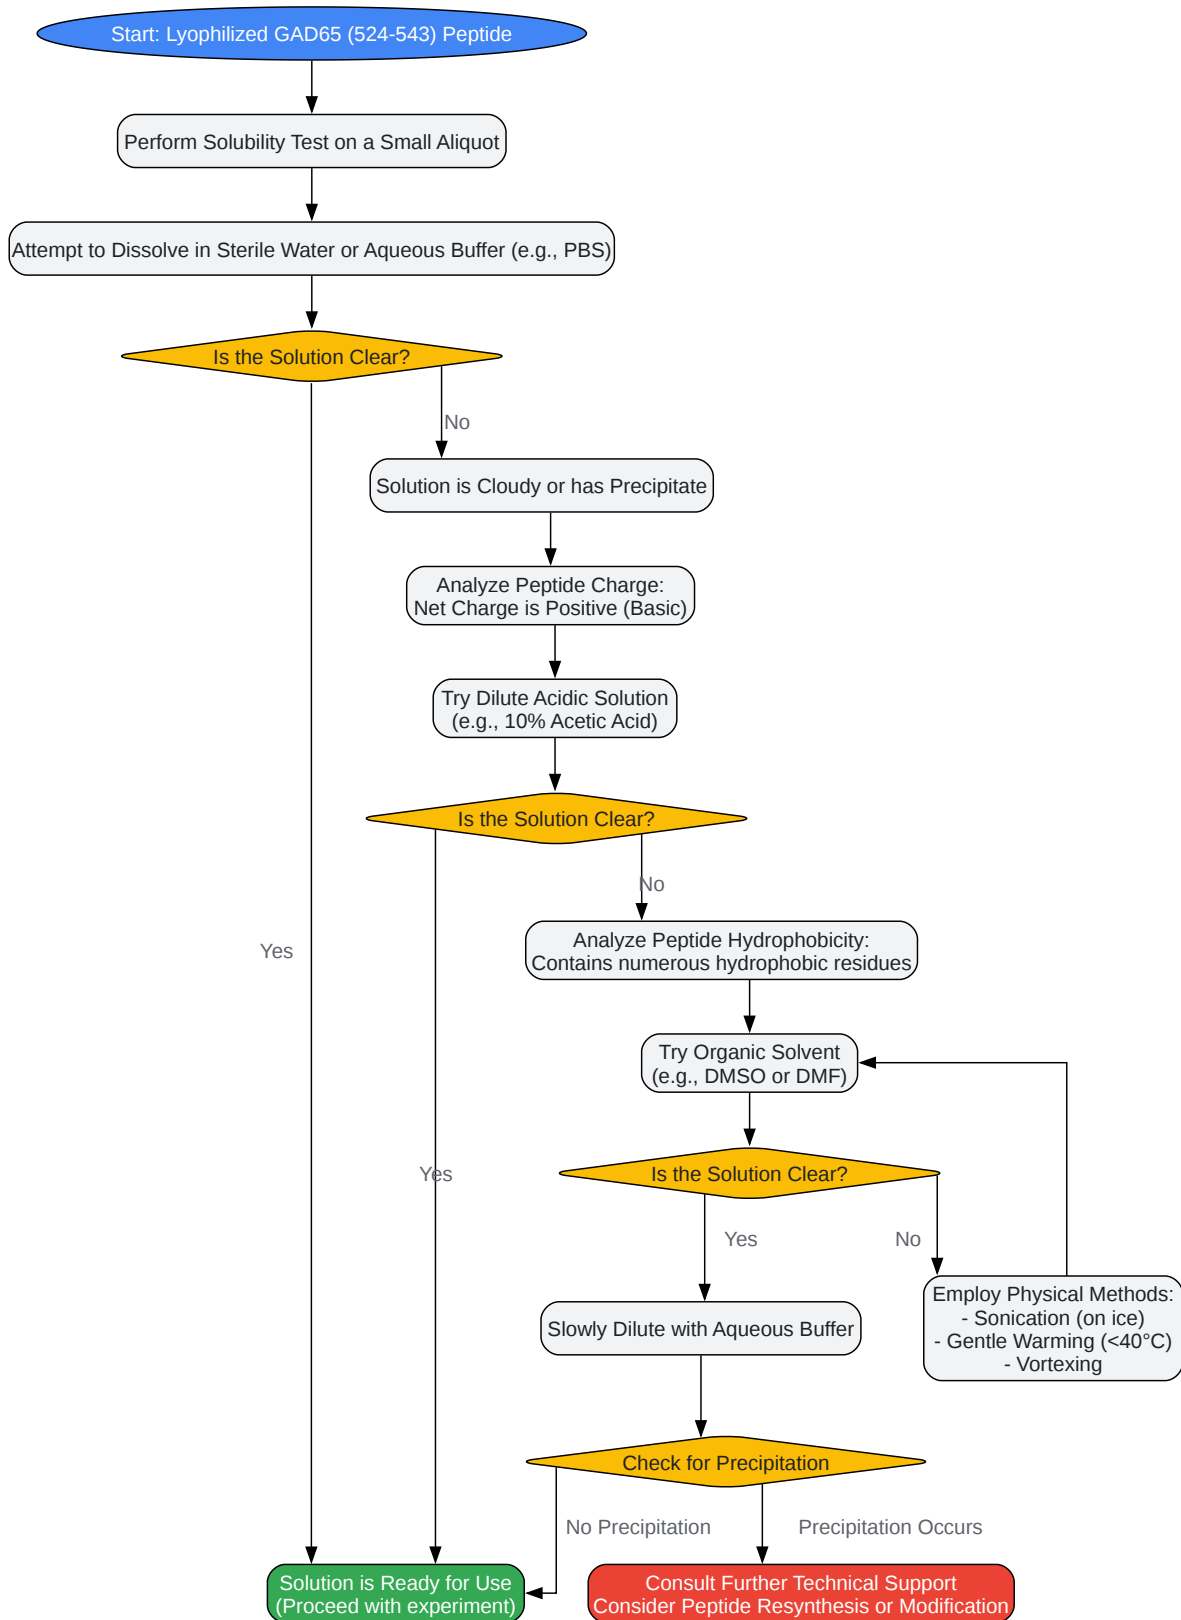 Start: Lyophilized GAD65 (524-543) Peptide
Perform Solubility Test on a Small Aliquot
Attempt to Dissolve in Sterile Water or Aqueous Buffer (e.g., PBS)
Is the Solution Clear?
No
Solution is Cloudy or has Precipitate
Analyze Peptide Charge:
Net Charge is Positive (Basic)
Try Dilute Acidic Solution
(e.g., 10% Acetic Acid)
Is the Solution Clear?
No
Yes
Analyze Peptide Hydrophobicity:
Contains numerous hydrophobic residues
Try Organic Solvent
(e.g., DMSO or DMF)
Is the Solution Clear?
Yes
Yes
No
Employ Physical Methods:
- Sonication (on ice)
- Gentle Warming (<40°C)
- Vortexing
Slowly Dilute with Aqueous Buffer
Check for Precipitation
No Precipitation
Precipitation Occurs
Solution is Ready for Use
(Proceed with experiment)
Consult Further Technical Support
Consider Peptide Resynthesis or Modification